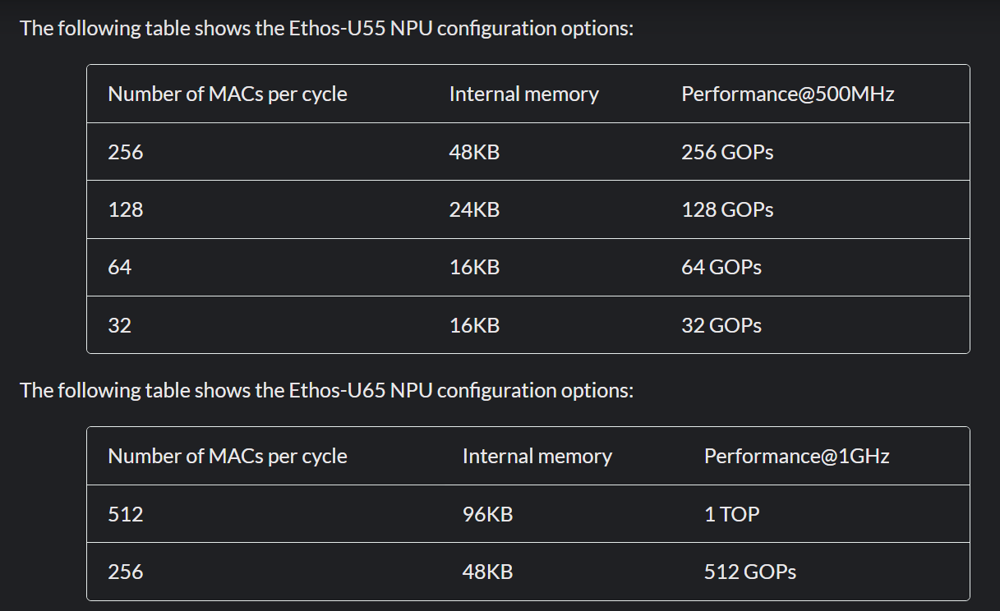 The following table shows the Ethos-U55 NPU configuration options:
Number of MACs per cycle Internal memory Performance@500MHz
256 48KB 256 GOPs
128 24KB 128 GOPs
64 16KB 64 GOPs
32 16KB 32 GOPs
The following table shows the Ethos-U65 NPU configuration options:
Number of MACs per cycle Internal memory Performance@1GHz
512 96KB 1 TOP
256 48KB 512 GOPs